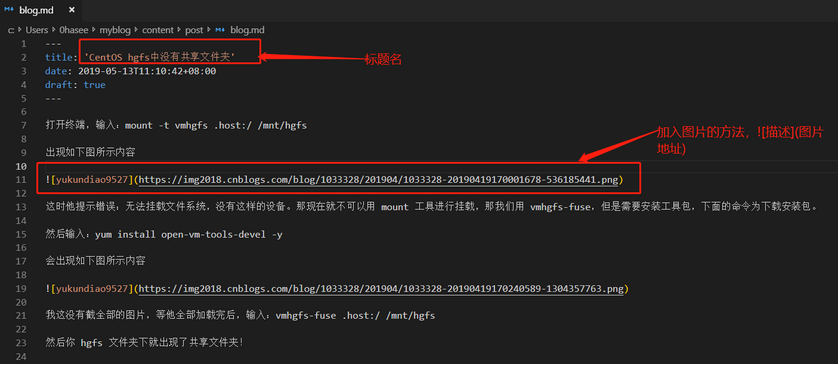 blog.md ×
c: > Users > 0hasee > myblog > content > post > blog.md
1 ---
2 title: 'CentOS hgfs中没有共享文件夹'
标题名
3 date: 2019-05-13T11:10:42+08:00
4 draft: true
5 ---
6
7 打开终端，输入：mount -t vmhgfs .host:/ /mnt/hgfs
8
加入图片的方法，![描述](图片
地址)
9 出现如下图所示内容
10
11 ![yukundiao9527](https://img2018.cnblogs.com/blog/1033328/201904/1033328-20190419170001678-536185441.png)
12
13 这时他提示错误：无法挂载文件系统，没有这样的设备。那现在就不可以用 mount 工具进行挂载，那我们用 vmhgfs-fuse，但是需要安装工具包，下面的命令为下载安装包。
14
15 然后输入：yum install open-vm-tools-devel -y
16
17 会出现如下图所示内容
18
19 ![yukundiao9527](https://img2018.cnblogs.com/blog/1033328/201904/1033328-20190419170240589-1304357763.png)
20
21 我这没有截全部的图片，等他全部加载完后，输入：vmhgfs-fuse .host:/ /mnt/hgfs
22
23 然后你 hgfs 文件夹下就出现了共享文件夹！
24